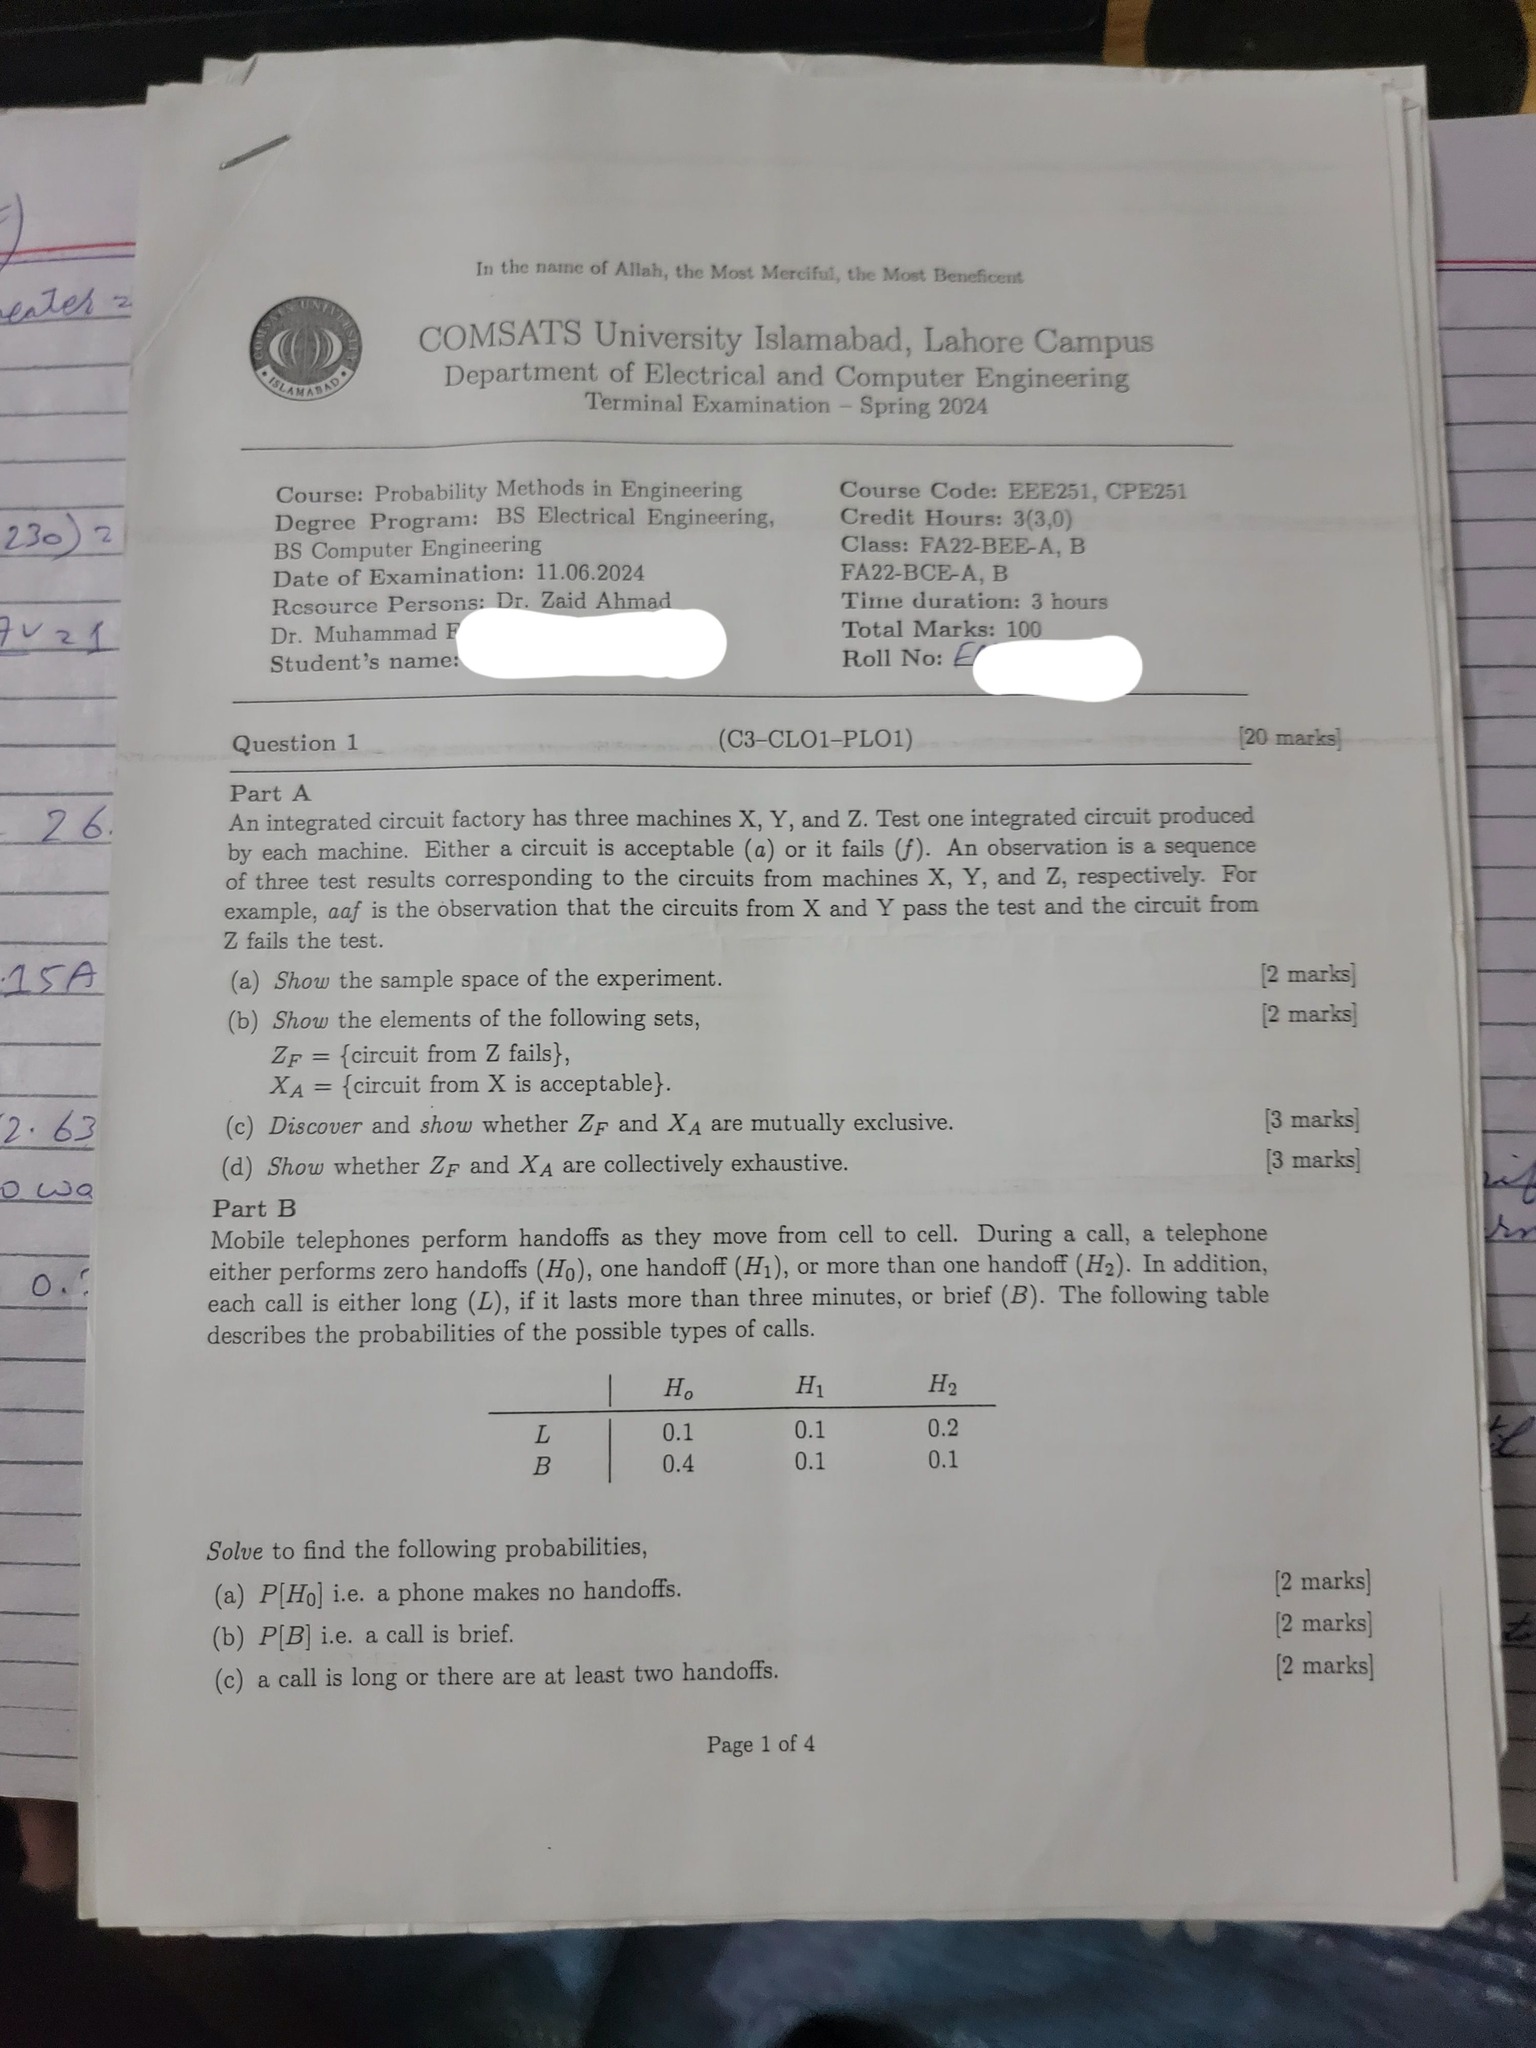 In the name of Allah, the Most Merciful, the Most Beneficent
COMSATS UNIVERSITY
• ISLAMABAD •
COMSATS University Islamabad, Lahore Campus
Department of Electrical and Computer Engineering
Terminal Examination – Spring 2024
Course: Probability Methods in Engineering
Degree Program: BS Electrical Engineering,
BS Computer Engineering
Date of Examination: 11.06.2024
Resource Persons: Dr. Zaid Ahmad
Dr. Muhammad
Student's name:
Course Code: EEE251, CPE251
Credit Hours: 3(3,0)
Class: FA22-BEE-A, B
FA22-BCE-A, B
Time duration: 3 hours
Total Marks: 100
Roll No:
Question 1 (C3–CLO1–PLO1) [20 marks]
Part A
An integrated circuit factory has three machines X, Y, and Z. Test one integrated circuit produced
by each machine. Either a circuit is acceptable (a) or it fails (f). An observation is a sequence
of three test results corresponding to the circuits from machines X, Y, and Z, respectively. For
example, aaf is the observation that the circuits from X and Y pass the test and the circuit from
Z fails the test.
(a) Show the sample space of the experiment. [2 marks]
(b) Show the elements of the following sets, [2 marks]
Z_F = {circuit from Z fails},
X_A = {circuit from X is acceptable}.
(c) Discover and show whether Z_F and X_A are mutually exclusive. [3 marks]
(d) Show whether Z_F and X_A are collectively exhaustive. [3 marks]
Part B
Mobile telephones perform handoffs as they move from cell to cell. During a call, a telephone
either performs zero handoffs (H₀), one handoff (H₁), or more than one handoff (H₂). In addition,
each call is either long (L), if it lasts more than three minutes, or brief (B). The following table
describes the probabilities of the possible types of calls.
Hₒ H₁ H₂
L 0.1 0.1 0.2
B 0.4 0.1 0.1
Solve to find the following probabilities,
(a) P[H₀] i.e. a phone makes no handoffs. [2 marks]
(b) P[B] i.e. a call is brief. [2 marks]
(c) a call is long or there are at least two handoffs. [2 marks]
Page 1 of 4
230) =
26.
.15A
2.63
0.